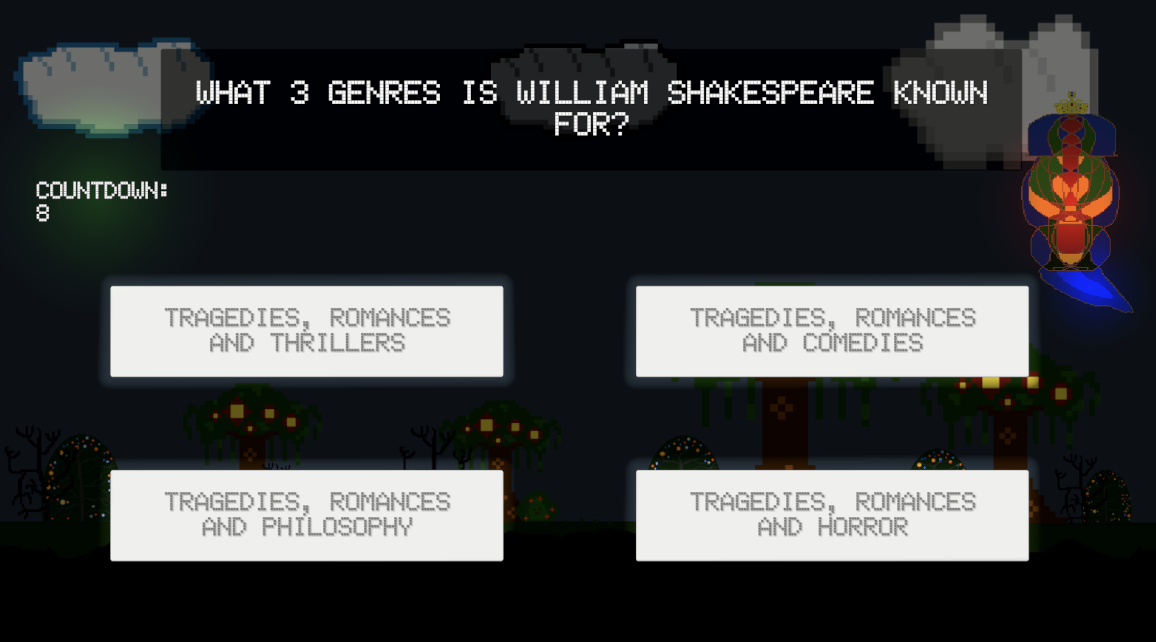 WHAT 3 GENRES IS WILLIAM SHAKESPEARE KNOWN
FOR?
COUNTDOWN:
8
TRAGEDIES, ROMANCES
AND THRILLERS
TRAGEDIES, ROMANCES
AND COMEDIES
TRAGEDIES, ROMANCES
AND PHILOSOPHY
TRAGEDIES, ROMANCES
AND HORROR